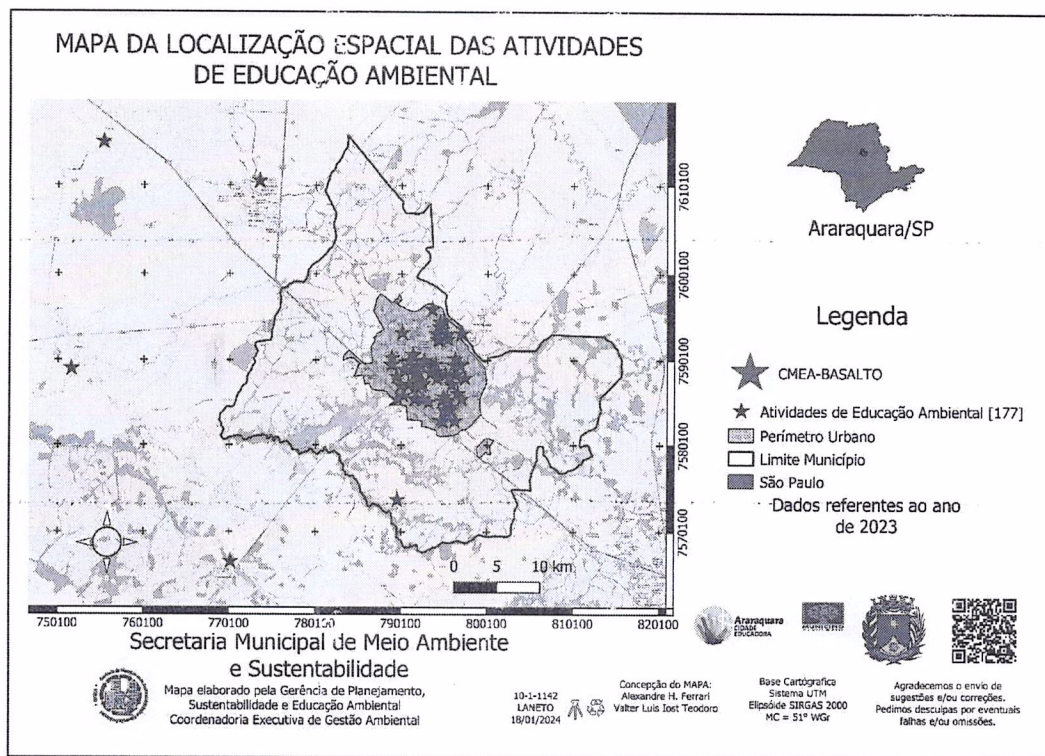 MAPA DA LOCALIZAÇÃO ESPACIAL DAS ATIVIDADES
DE EDUCAÇÃO AMBIENTAL
Araraquara/SP
Legenda
CMEA-BASALTO
Atividades de Educação Ambiental [177]
Perímetro Urbano
Limite Município
São Paulo
Dados referentes ao ano
de 2023
7610100
7600100
7590100
7580100
7570100
0 5 10 km
750100 760100 770100 780100 790100 800100 810100 820100
Secretaria Municipal de Meio Ambiente
e Sustentabilidade
Mapa elaborado pela Gerência de Planejamento,
Sustentabilidade e Educação Ambiental
Coordenadoria Executiva de Gestão Ambiental
10-1-1142
LANETO
18/01/2024
Concepção do MAPA:
Alexandre H. Ferrari
Valter Luis Iost Teodoro
Base Cartógrafica
Sistema UTM
Elipsóide SIRGAS 2000
MC = 51º WGr
Araraquara
CIDADE
EDUCADORA
Agradecemos o envio de
sugestões e/ou correções.
Pedimos desculpas por eventuais
falhas e/ou omissões.